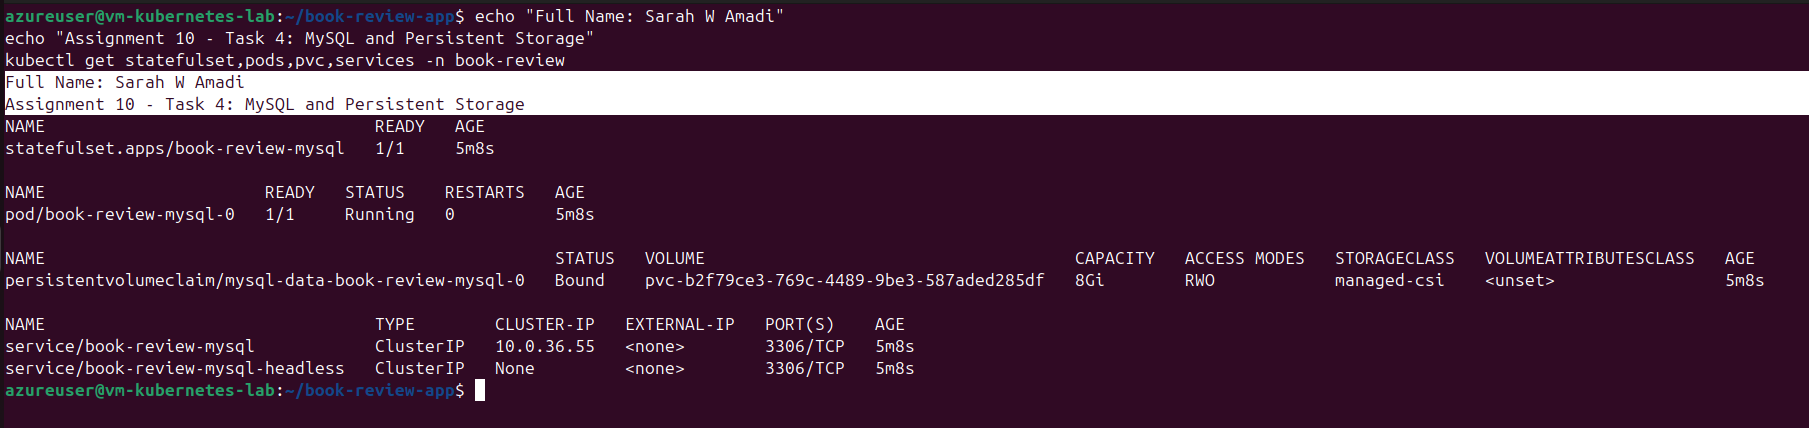 azureuser@vm-kubernetes-lab:~/book-review-app$ echo "Full Name: Sarah W Amadi"
echo "Assignment 10 - Task 4: MySQL and Persistent Storage"
kubectl get statefulset,pods,pvc,services -n book-review
Full Name: Sarah W Amadi
Assignment 10 - Task 4: MySQL and Persistent Storage
NAME                                 READY   AGE
statefulset.apps/book-review-mysql   1/1     5m8s

NAME                      READY   STATUS    RESTARTS   AGE
pod/book-review-mysql-0   1/1     Running   0          5m8s

NAME                                                   STATUS   VOLUME                                     CAPACITY   ACCESS MODES   STORAGECLASS   VOLUMEATTRIBUTESCLASS   AGE
persistentvolumeclaim/mysql-data-book-review-mysql-0   Bound    pvc-b2f79ce3-769c-4489-9be3-587aded285df   8Gi        RWO            managed-csi    <unset>                 5m8s

NAME                                 TYPE        CLUSTER-IP   EXTERNAL-IP   PORT(S)    AGE
service/book-review-mysql            ClusterIP   10.0.36.55   <none>        3306/TCP   5m8s
service/book-review-mysql-headless   ClusterIP   None         <none>        3306/TCP   5m8s
azureuser@vm-kubernetes-lab:~/book-review-app$